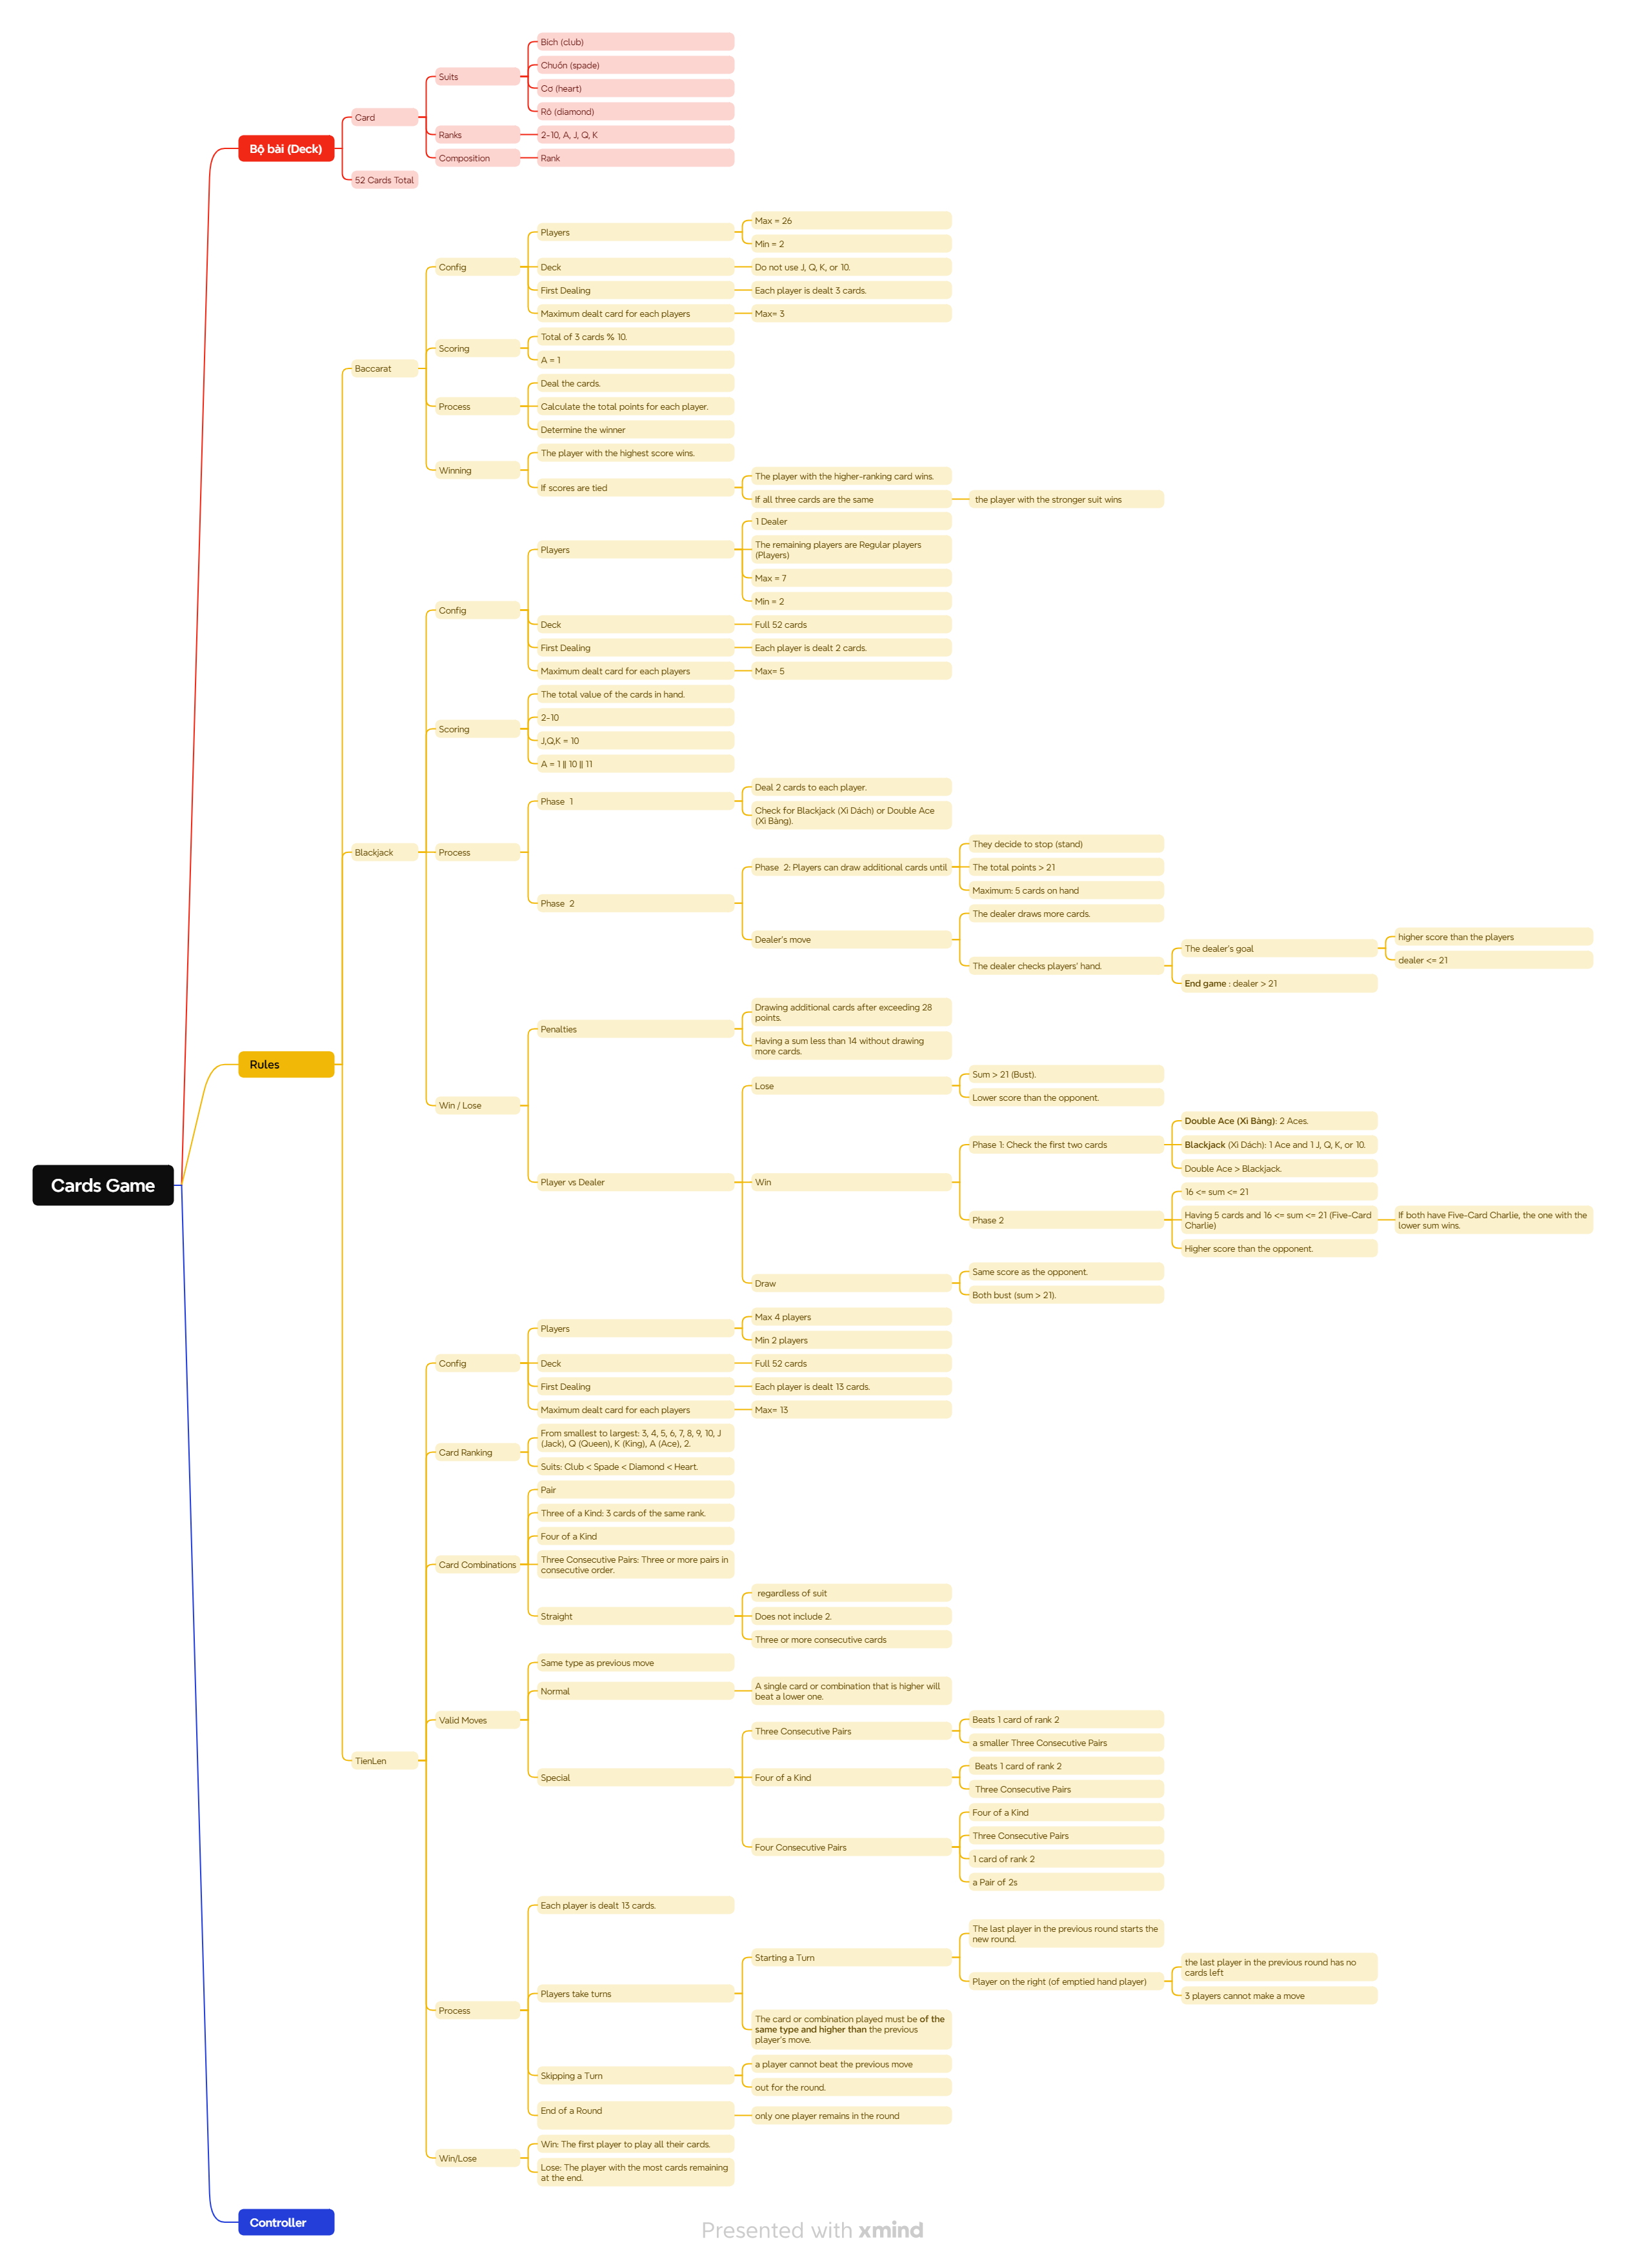 Bích (club)
Chuồn (spade)
Suits
Cơ (heart)
Rô (diamond)
Card
Ranks
2-10, A, J, Q, K
Composition
Rank
Bộ bài (Deck)
52 Cards Total
Max = 26
Players
Min = 2
Config
Deck
Do not use J, Q, K, or 10.
First Dealing
Each player is dealt 3 cards.
Maximum dealt card for each players
Max= 3
Total of 3 cards % 10.
Scoring
A = 1
Baccarat
Deal the cards.
Process
Calculate the total points for each player.
Determine the winner
The player with the highest score wins.
Winning
If scores are tied
The player with the higher-ranking card wins.
If all three cards are the same
the player with the stronger suit wins
1 Dealer
Players
The remaining players are Regular players
(Players)
Max = 7
Min = 2
Config
Deck
Full 52 cards
First Dealing
Each player is dealt 2 cards.
Maximum dealt card for each players
Max= 5
The total value of the cards in hand.
2-10
Scoring
J,Q,K = 10
A = 1 || 10 || 11
Phase 1
Deal 2 cards to each player.
Check for Blackjack (Xì Dách) or Double Ace
(Xì Bàng).
Blackjack
Process
Phase 2
Phase 2: Players can draw additional cards until
They decide to stop (stand)
The total points > 21
Maximum: 5 cards on hand
Dealer's move
The dealer draws more cards.
The dealer checks players' hand.
The dealer's goal
higher score than the players
dealer <= 21
End game : dealer > 21
Penalties
Drawing additional cards after exceeding 28
points.
Having a sum less than 14 without drawing
more cards.
Win / Lose
Player vs Dealer
Lose
Sum > 21 (Bust).
Lower score than the opponent.
Win
Phase 1: Check the first two cards
Double Ace (Xì Bàng): 2 Aces.
Blackjack (Xì Dách): 1 Ace and 1 J, Q, K, or 10.
Double Ace > Blackjack.
Phase 2
16 <= sum <= 21
Having 5 cards and 16 <= sum <= 21 (Five-Card
Charlie)
If both have Five-Card Charlie, the one with the
lower sum wins.
Higher score than the opponent.
Draw
Same score as the opponent.
Both bust (sum > 21).
Rules
Cards Game
Players
Max 4 players
Min 2 players
Config
Deck
Full 52 cards
First Dealing
Each player is dealt 13 cards.
Maximum dealt card for each players
Max= 13
Card Ranking
From smallest to largest: 3, 4, 5, 6, 7, 8, 9, 10, J
(Jack), Q (Queen), K (King), A (Ace), 2.
Suits: Club < Spade < Diamond < Heart.
Pair
Three of a Kind: 3 cards of the same rank.
Four of a Kind
Card Combinations
Three Consecutive Pairs: Three or more pairs in
consecutive order.
Straight
regardless of suit
Does not include 2.
Three or more consecutive cards
Same type as previous move
Normal
A single card or combination that is higher will
beat a lower one.
Valid Moves
Special
Three Consecutive Pairs
Beats 1 card of rank 2
a smaller Three Consecutive Pairs
Four of a Kind
Beats 1 card of rank 2
Three Consecutive Pairs
Four Consecutive Pairs
Four of a Kind
Three Consecutive Pairs
1 card of rank 2
a Pair of 2s
TienLen
Each player is dealt 13 cards.
Process
Players take turns
Starting a Turn
The last player in the previous round starts the
new round.
Player on the right (of emptied hand player)
the last player in the previous round has no
cards left
3 players cannot make a move
The card or combination played must be of the
same type and higher than the previous
player's move.
Skipping a Turn
a player cannot beat the previous move
out for the round.
End of a Round
only one player remains in the round
Win/Lose
Win: The first player to play all their cards.
Lose: The player with the most cards remaining
at the end.
Controller
Presented with xmind